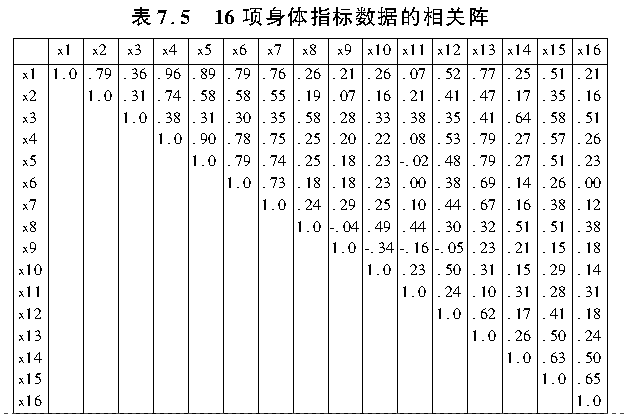 表 7.5 16 项身体指标数据的相关阵
x1 x2 x3 x4 x5 x6 x7 x8 x9 x10 x11 x12 x13 x14 x15 x16
x1 1.0 .79 .36 .96 .89 .79 .76 .26 .21 .26 .07 .52 .77 .25 .51 .21
x2 1.0 .31 .74 .58 .58 .55 .19 .07 .16 .21 .41 .47 .17 .35 .16
x3 1.0 .38 .31 .30 .35 .58 .28 .33 .38 .35 .41 .64 .58 .51
x4 1.0 .90 .78 .75 .25 .20 .22 .08 .53 .79 .27 .57 .26
x5 1.0 .79 .74 .25 .18 .23 -.02 .48 .79 .27 .51 .23
x6 1.0 .73 .18 .18 .23 .00 .38 .69 .14 .26 .00
x7 1.0 .24 .29 .25 .10 .44 .67 .16 .38 .12
x8 1.0 -.04 .49 .44 .30 .32 .51 .51 .38
x9 1.0 -.34 -.16 -.05 .23 .21 .15 .18
x10 1.0 .23 .50 .31 .15 .29 .14
x11 1.0 .24 .10 .31 .28 .31
x12 1.0 .62 .17 .41 .18
x13 1.0 .26 .50 .24
x14 1.0 .63 .50
x15 1.0 .65
x16 1.0